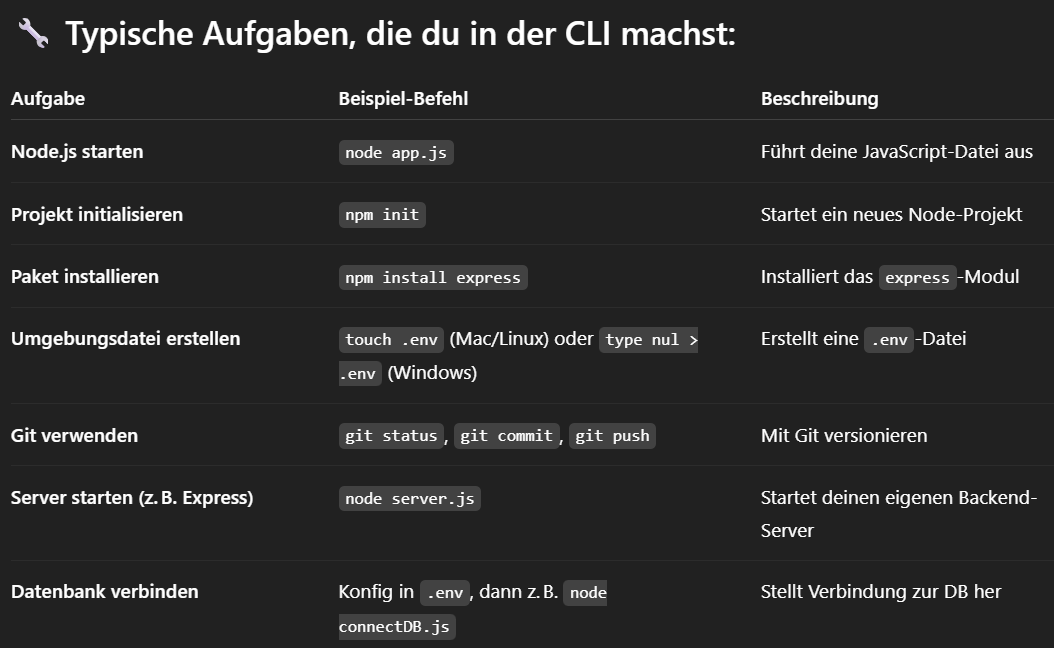 Typische Aufgaben, die du in der CLI machst:
Aufgabe Beispiel-Befehl Beschreibung
Node.js starten node app.js Führt deine JavaScript-Datei aus
Projekt initialisieren npm init Startet ein neues Node-Projekt
Paket installieren npm install express Installiert das express-Modul
Umgebungsdatei erstellen touch .env (Mac/Linux) oder type nul > Erstellt eine .env-Datei
.env (Windows)
Git verwenden git status, git commit, git push Mit Git versionieren
Server starten (z. B. Express) node server.js Startet deinen eigenen Backend-
Server
Datenbank verbinden Konfig in .env, dann z. B. node Stellt Verbindung zur DB her
connectDB.js